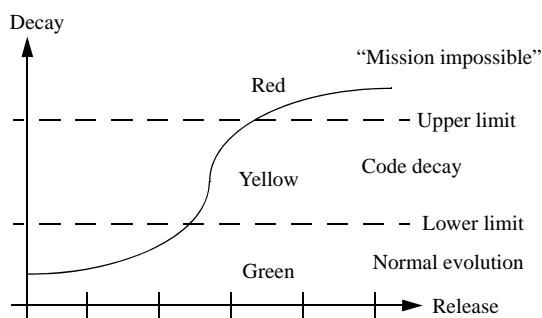 Decay
“Mission impossible”
Red
Upper limit
Code decay
Yellow
Lower limit
Normal evolution
Green
Release